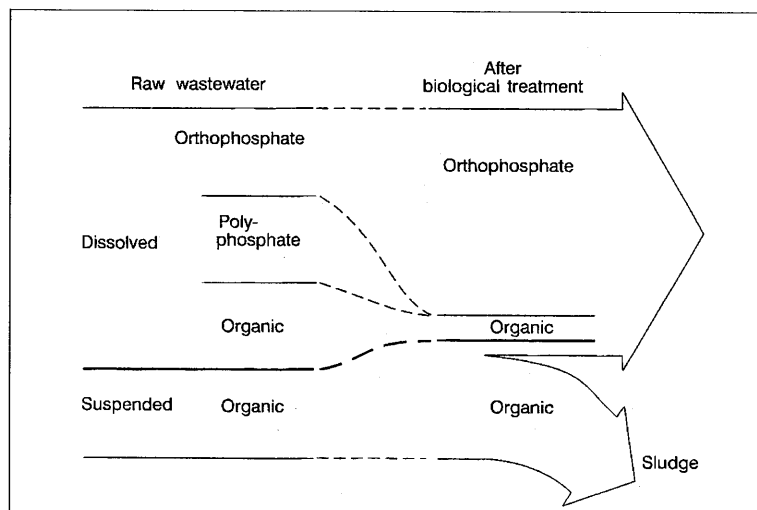 Raw wastewater
After
biological treatment
Orthophosphate
Orthophosphate
Poly-
phosphate
Dissolved
Organic
Organic
Suspended
Organic
Organic
Sludge